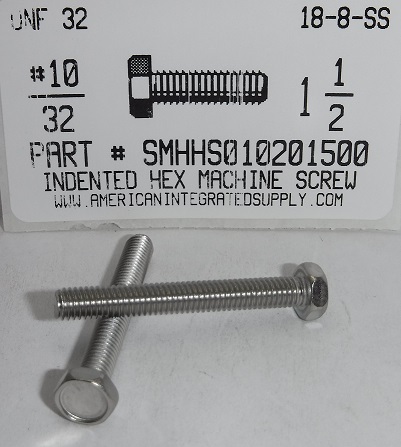 UNF 32 18-8-SS
#10/32 1 1/2
PART # SMHHS010201500
INDENTED HEX MACHINE SCREW
WWW.AMERICANINTEGRATEDSUPPLY.COM